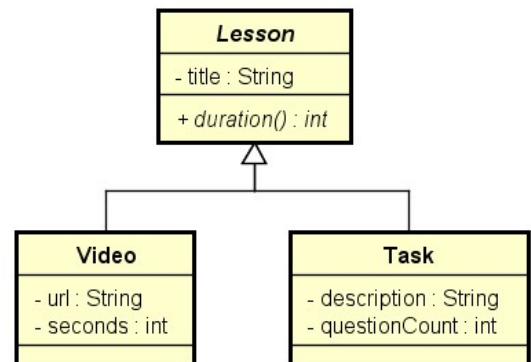 Lesson
- title : String
+ duration() : int
Video
- url : String
- seconds : int
Task
- description : String
- questionCount : int